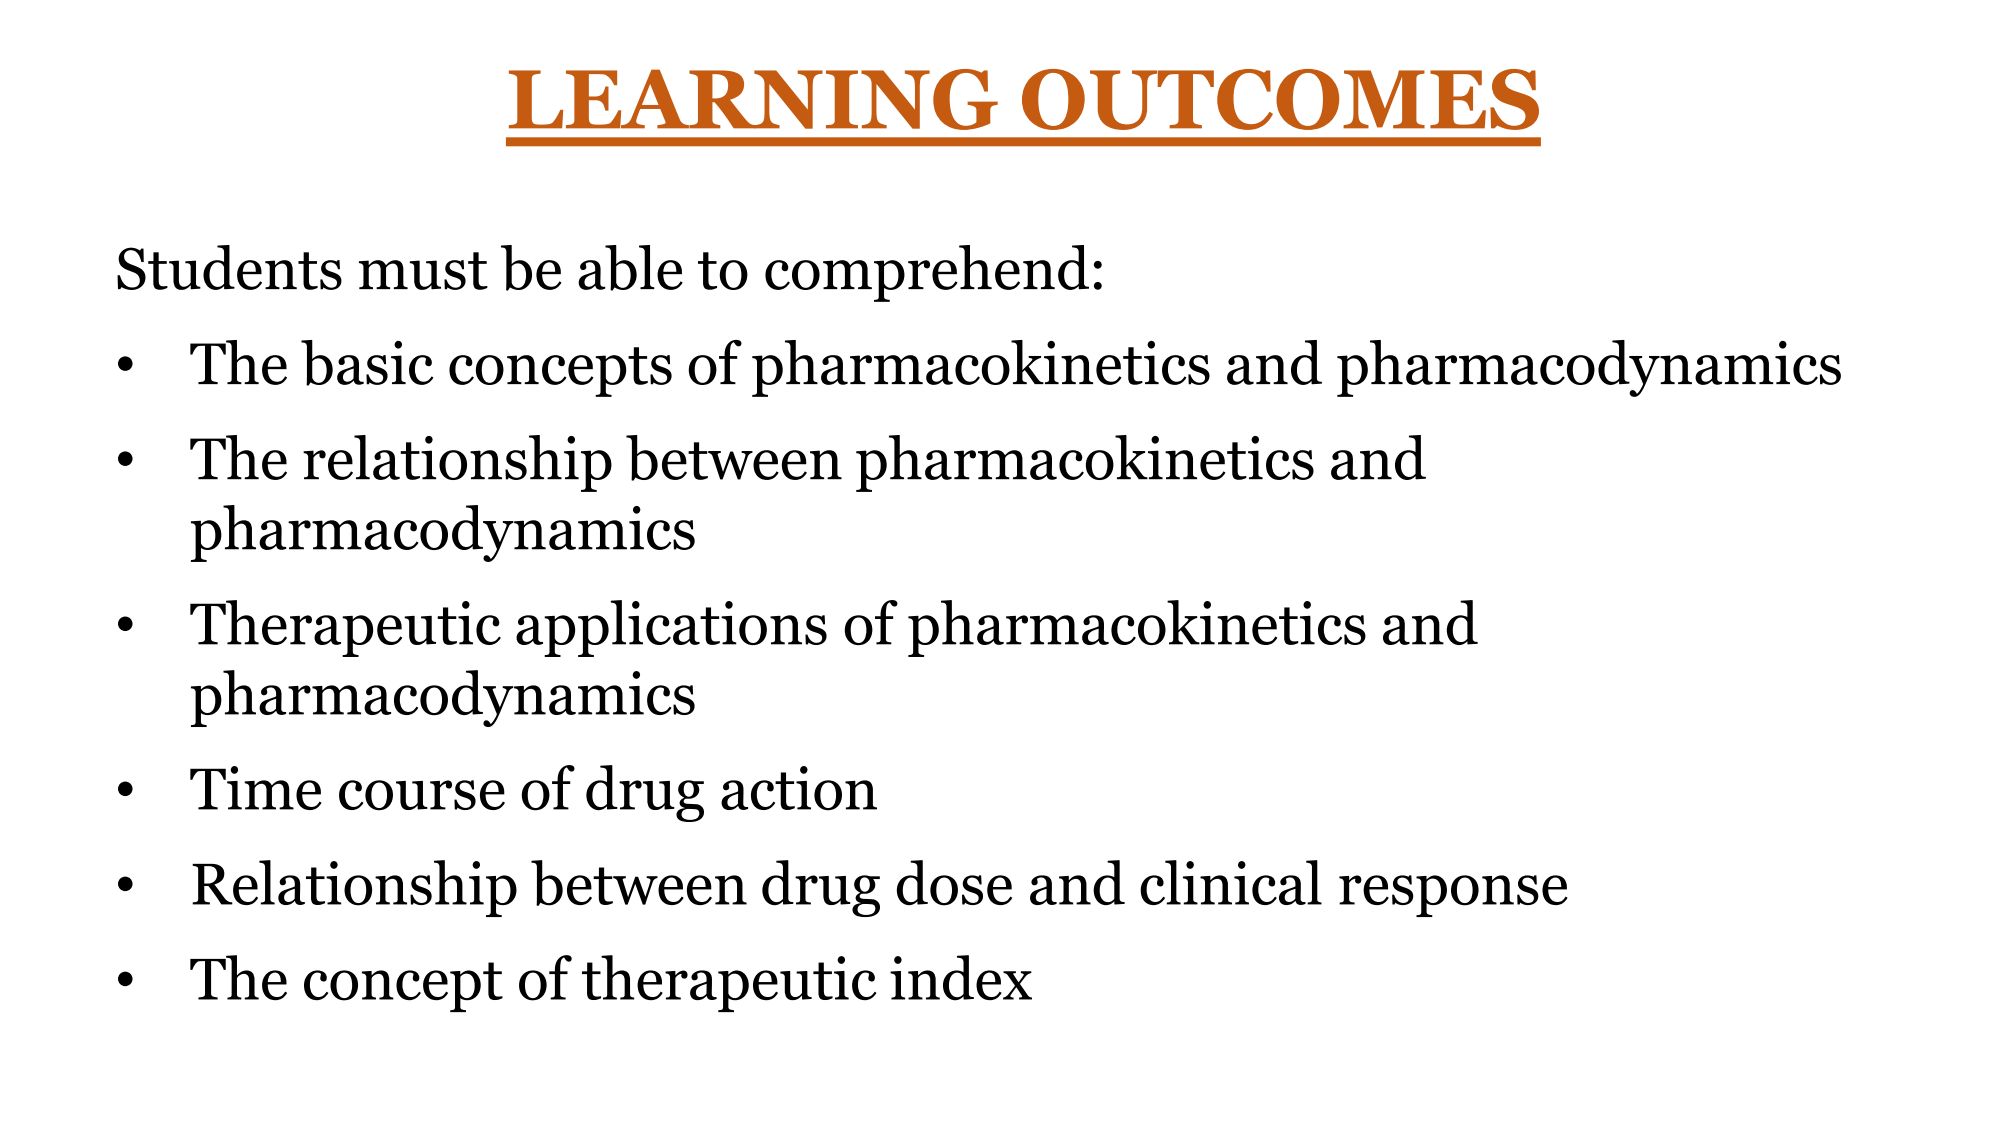 LEARNING OUTCOMES
Students must be able to comprehend:
• The basic concepts of pharmacokinetics and pharmacodynamics
• The relationship between pharmacokinetics and
pharmacodynamics
• Therapeutic applications of pharmacokinetics and
pharmacodynamics
• Time course of drug action
• Relationship between drug dose and clinical response
• The concept of therapeutic index